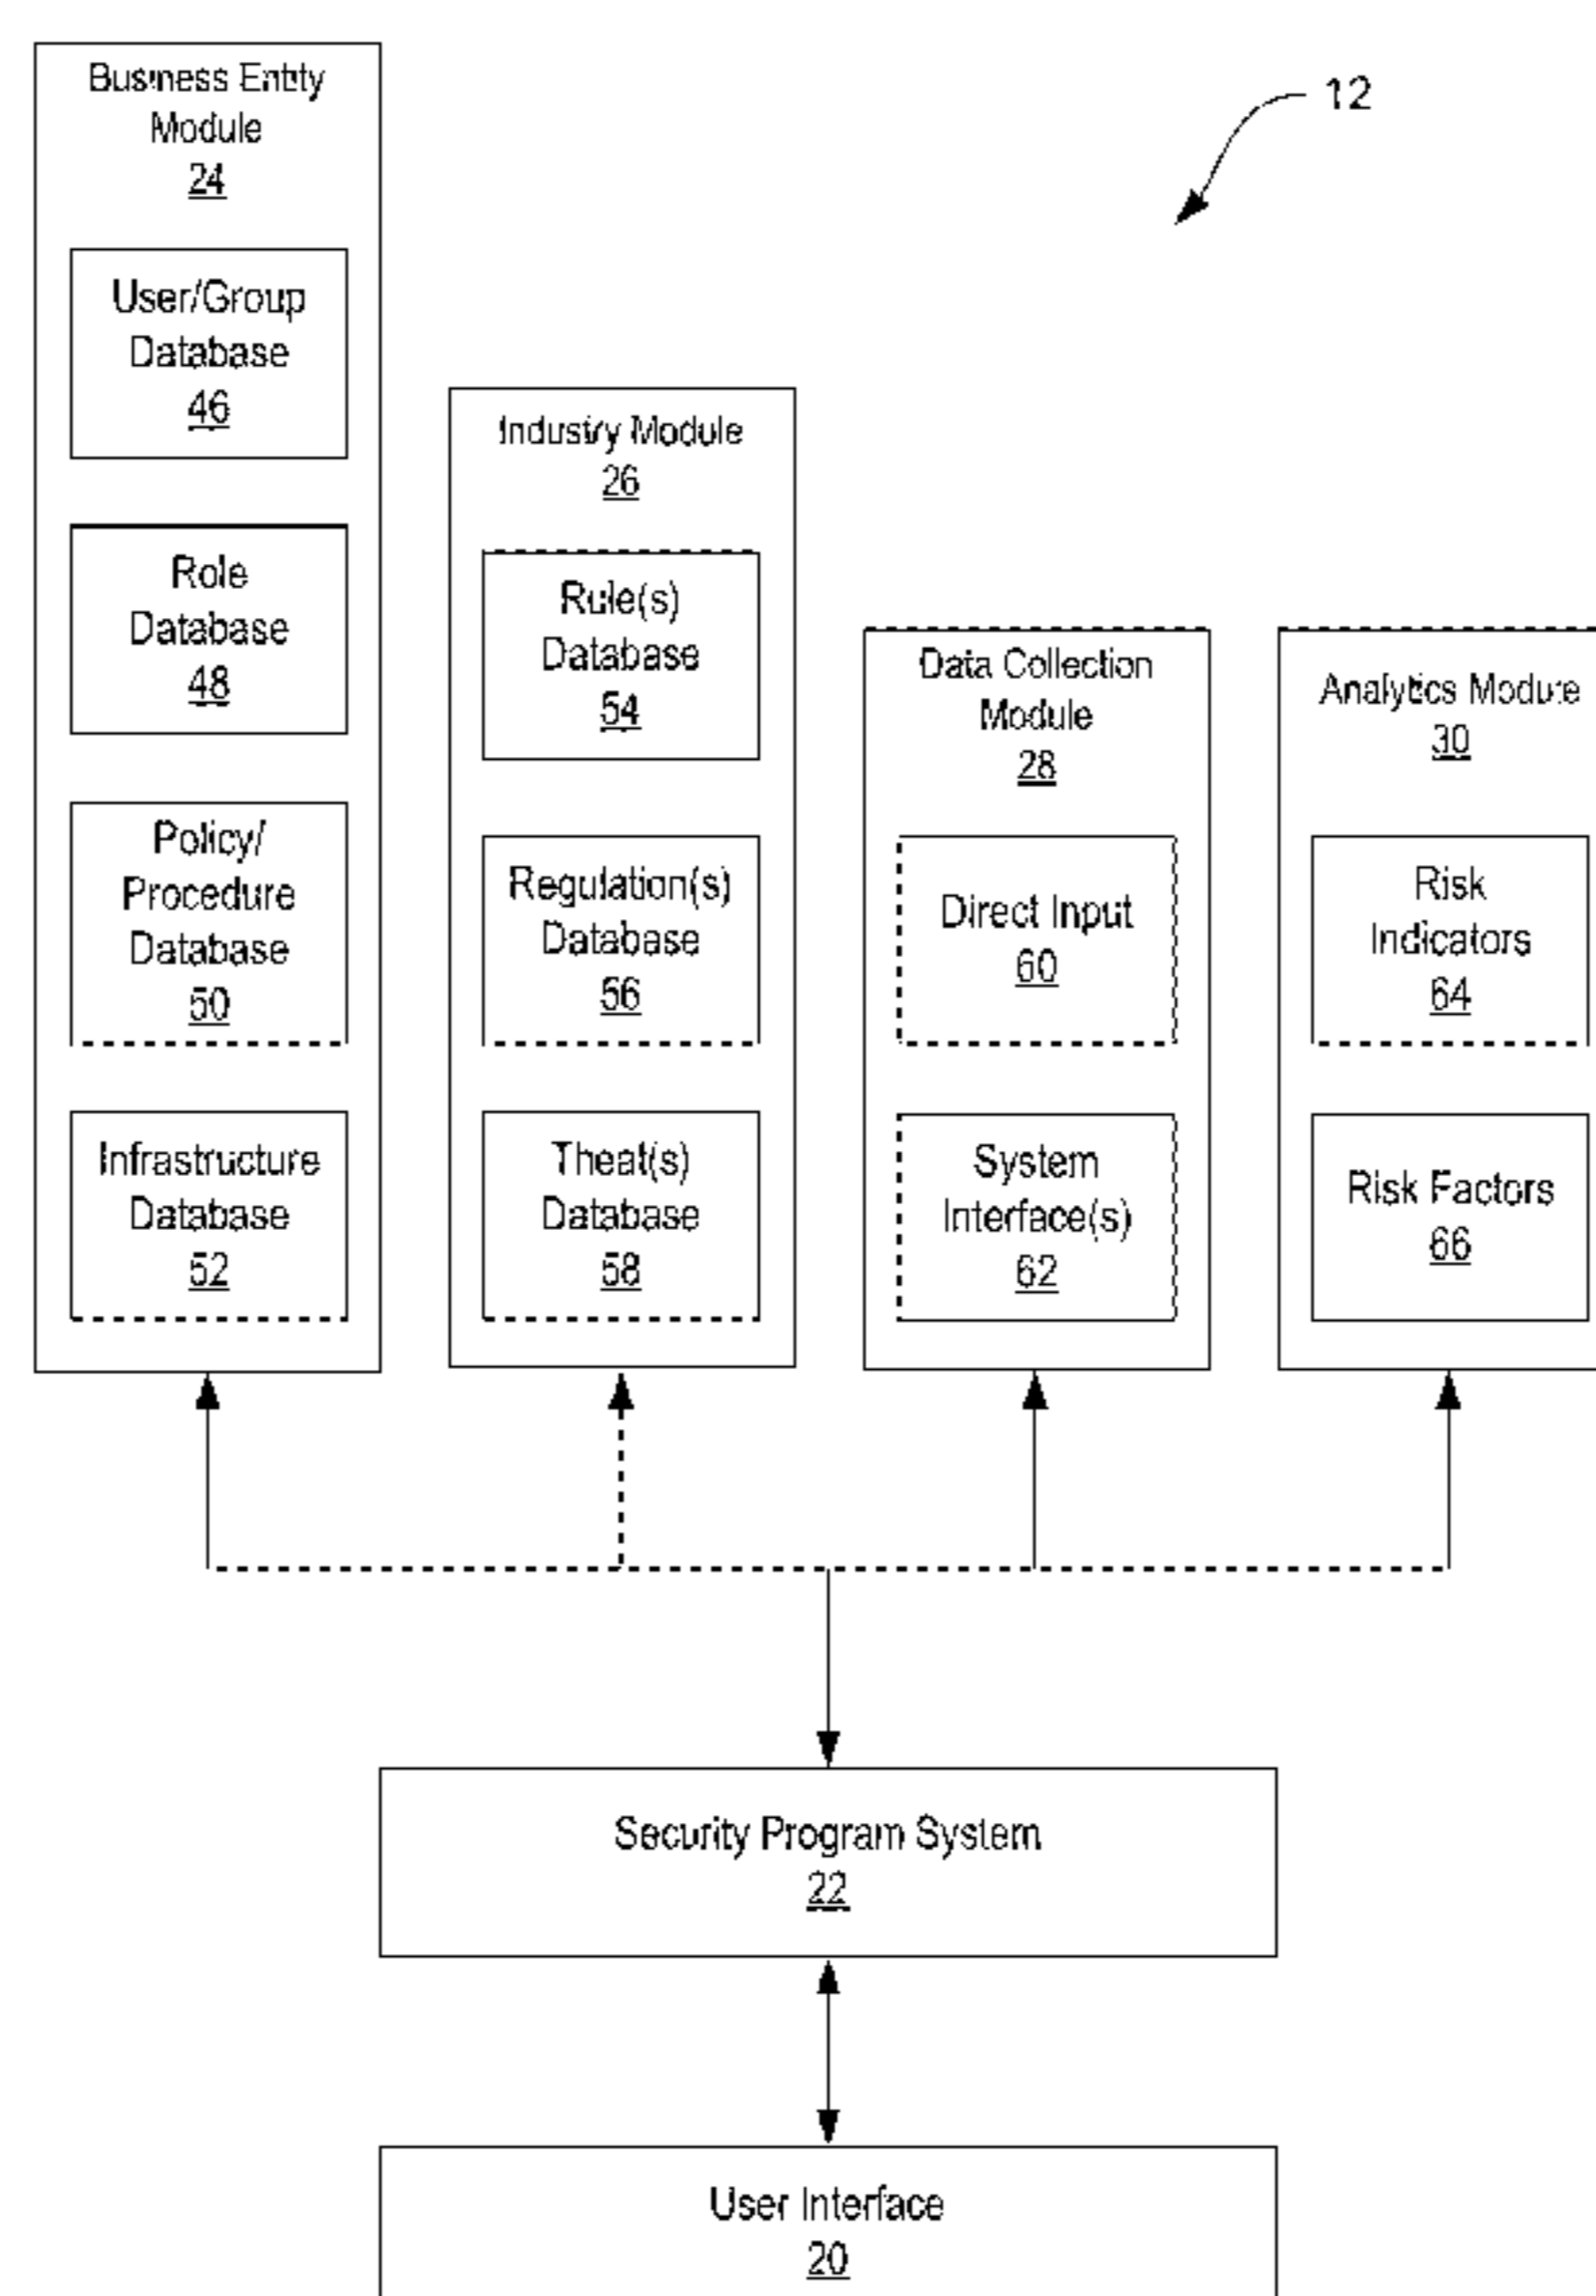 12
Business Entity
Module
24
User/Group
Database
46
Role
Database
48
Policy/
Procedure
Database
50
Infrastructure
Database
52
Industry Module
26
Rule(s)
Database
54
Regulation(s)
Database
56
Theat(s)
Database
58
Data Collection
Module
28
Direct Input
60
System
Interface(s)
62
Analytics Module
30
Risk
Indicators
64
Risk Factors
66
Security Program System
22
User Interface
20